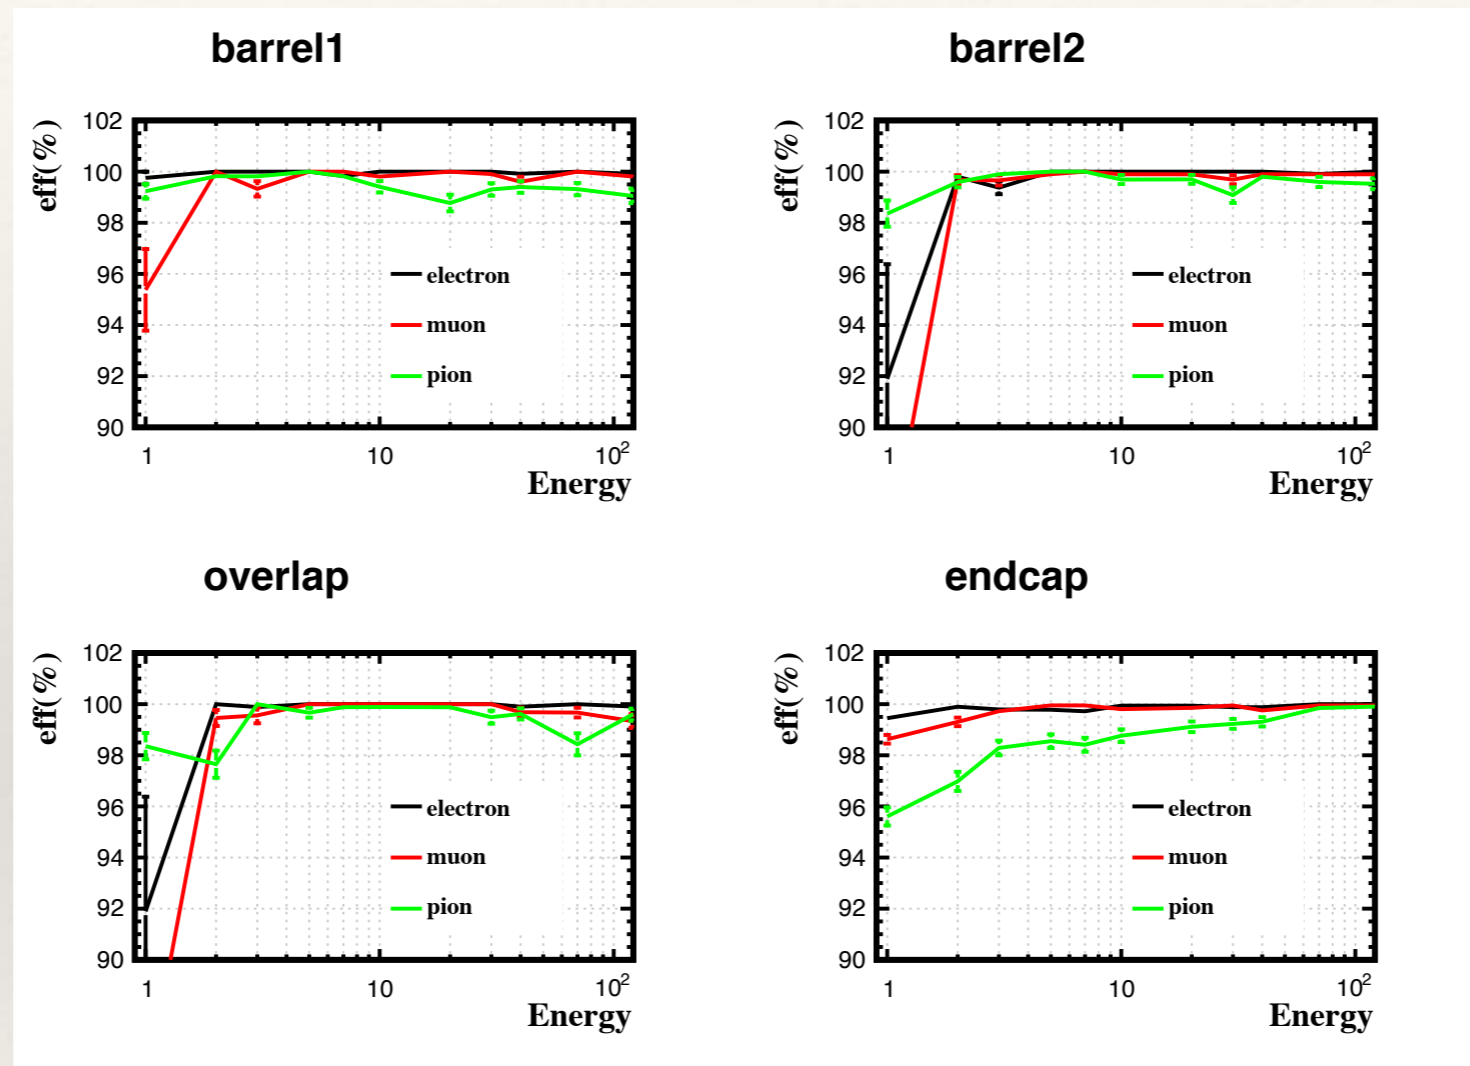 barrel1
eff(%)
102
100
98
96
94
92
90
electron
muon
pion
1
10
10²
Energy
barrel2
eff(%)
102
100
98
96
94
92
90
electron
muon
pion
1
10
10²
Energy
overlap
eff(%)
102
100
98
96
94
92
90
electron
muon
pion
1
10
10²
Energy
endcap
eff(%)
102
100
98
96
94
92
90
electron
muon
pion
1
10
10²
Energy